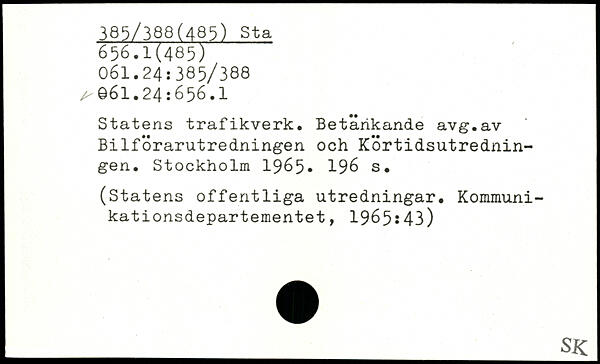 385/388(485) Sta
656.1(485)
061.24:385/388
061.24:656.1
Statens trafikverk. Betänkande avg.av
Bilförarutredningen och Körtidsutrednin-
gen. Stockholm 1965. 196 s.
(Statens offentliga utredningar. Kommuni-
kationsdepartementet, 1965:43)
SK